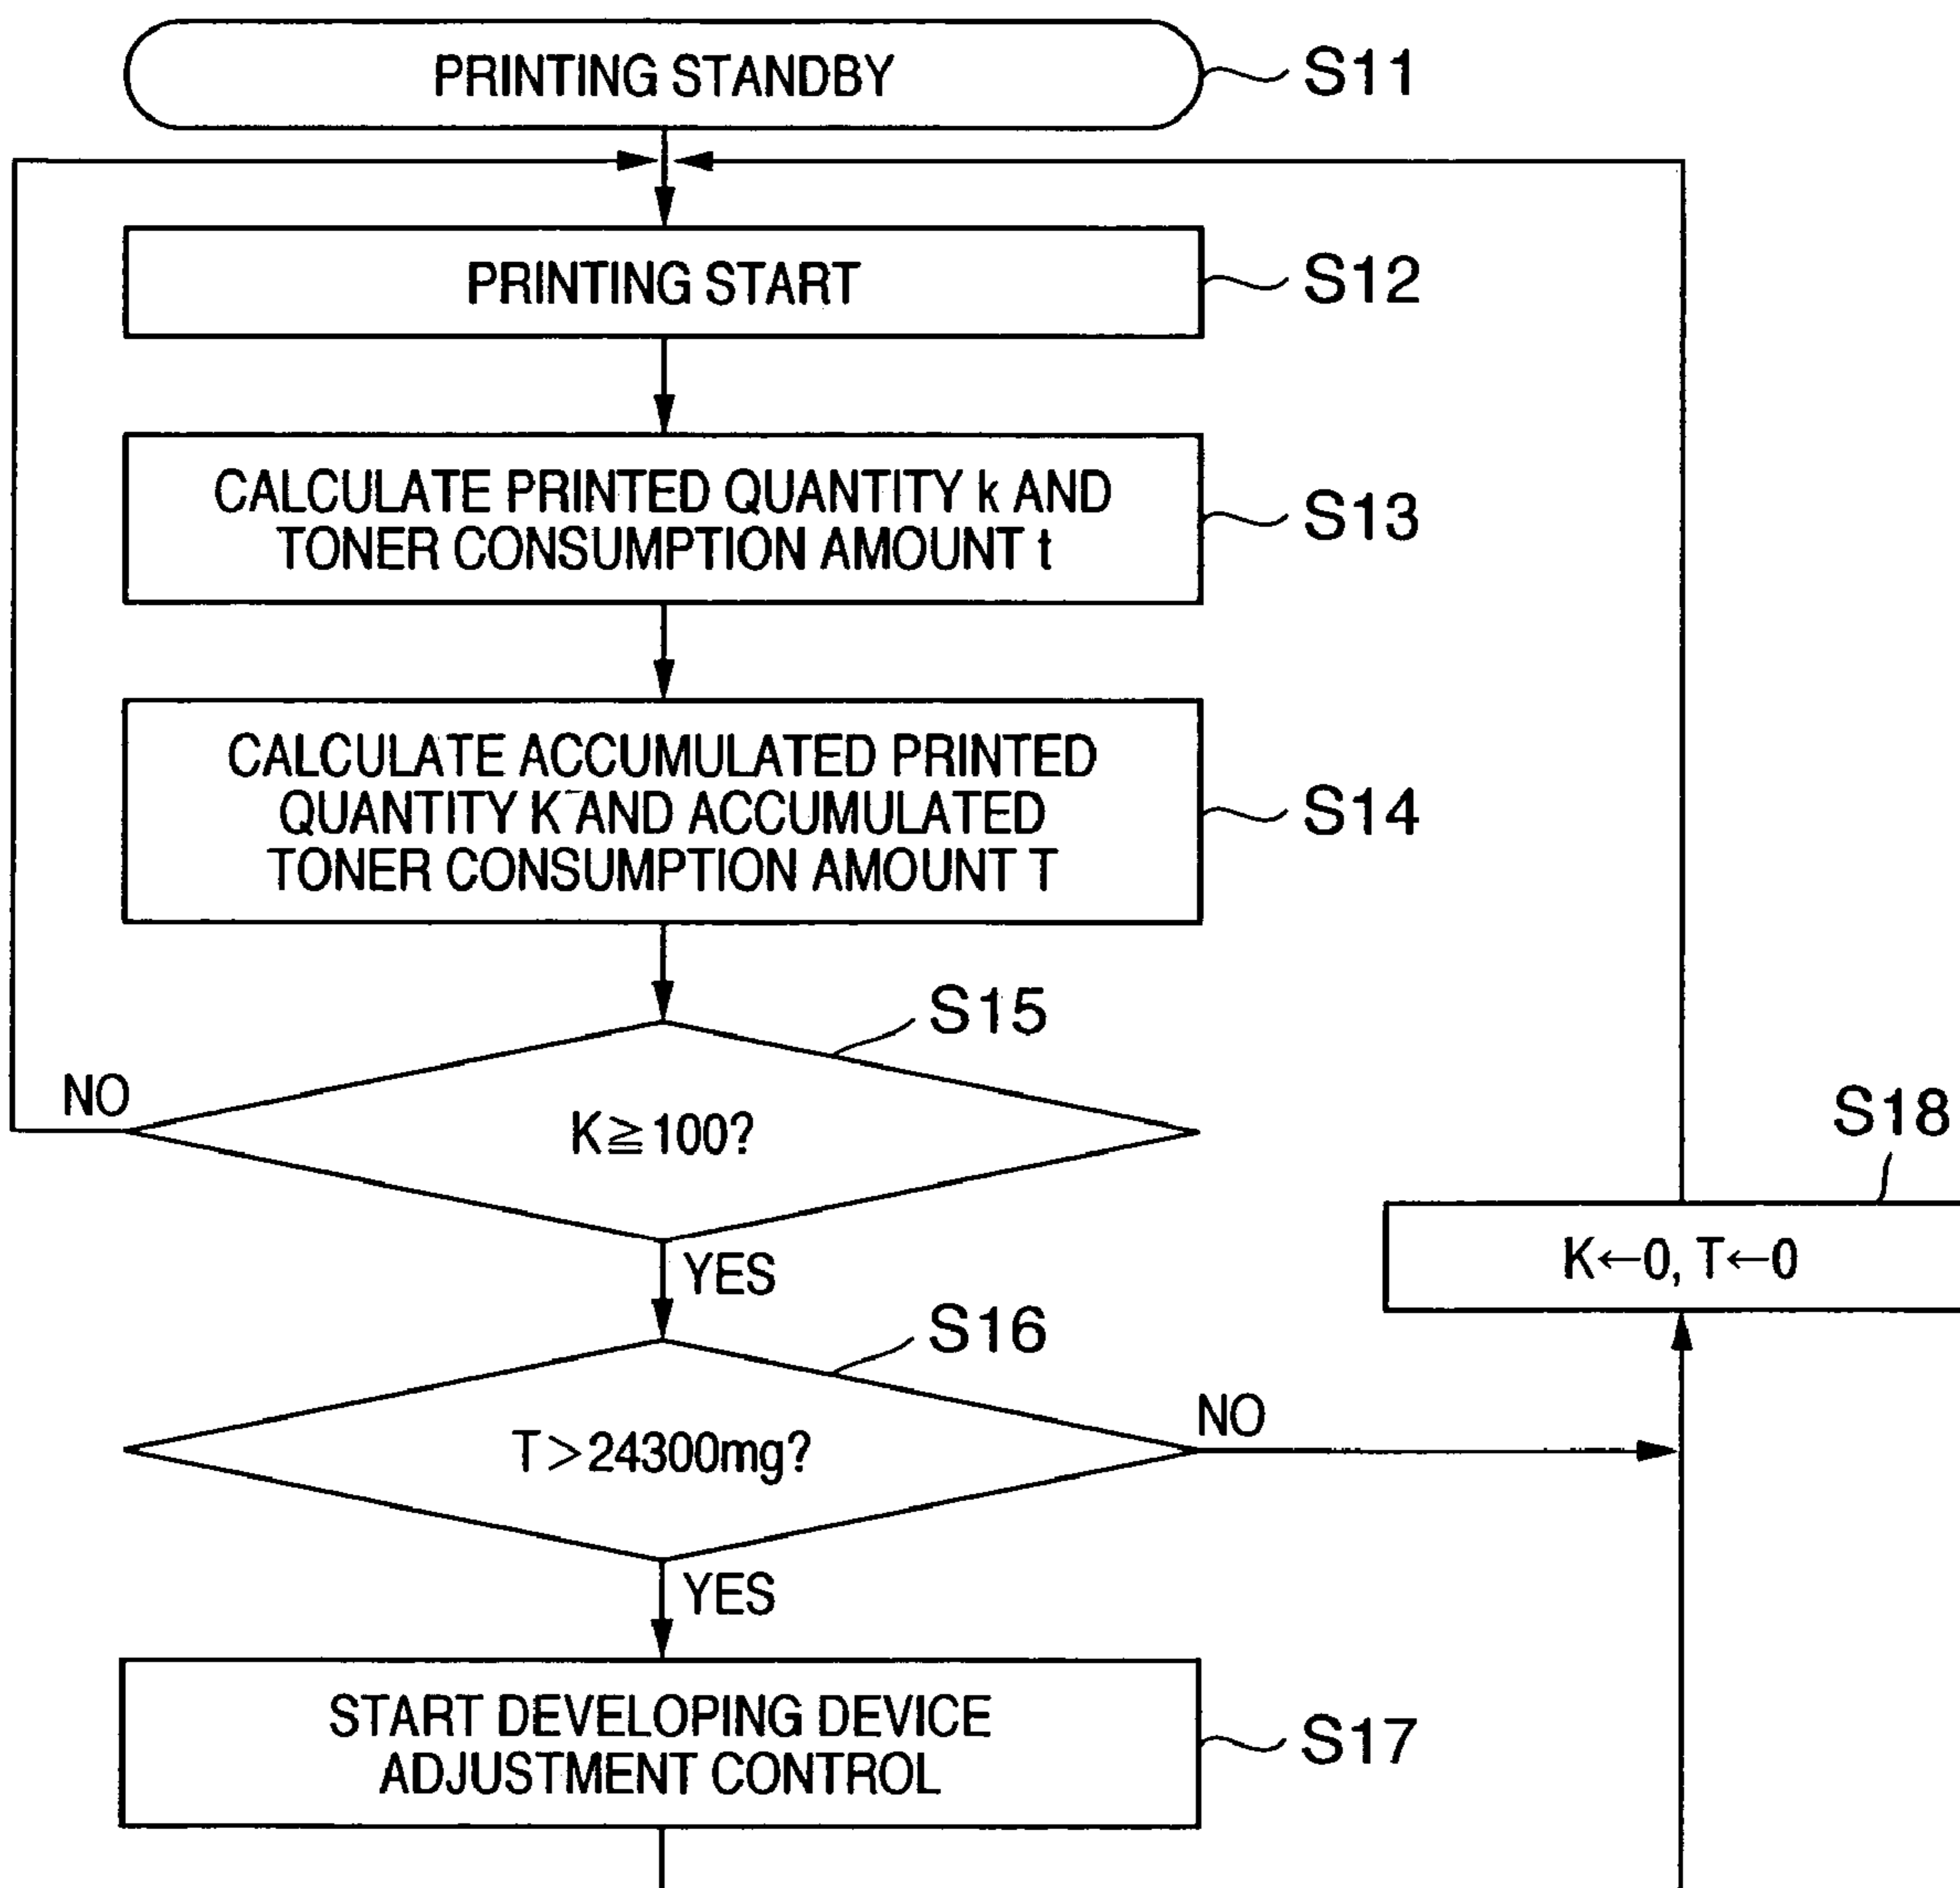 PRINTING STANDBY
S11
PRINTING START
S12
CALCULATE PRINTED QUANTITY k AND
TONER CONSUMPTION AMOUNT t
S13
CALCULATE ACCUMULATED PRINTED
QUANTITY K AND ACCUMULATED
TONER CONSUMPTION AMOUNT T
S14
S15
NO
K≧100?
YES
S18
K←0, T←0
S16
T>24300mg?
NO
YES
START DEVELOPING DEVICE
ADJUSTMENT CONTROL
S17